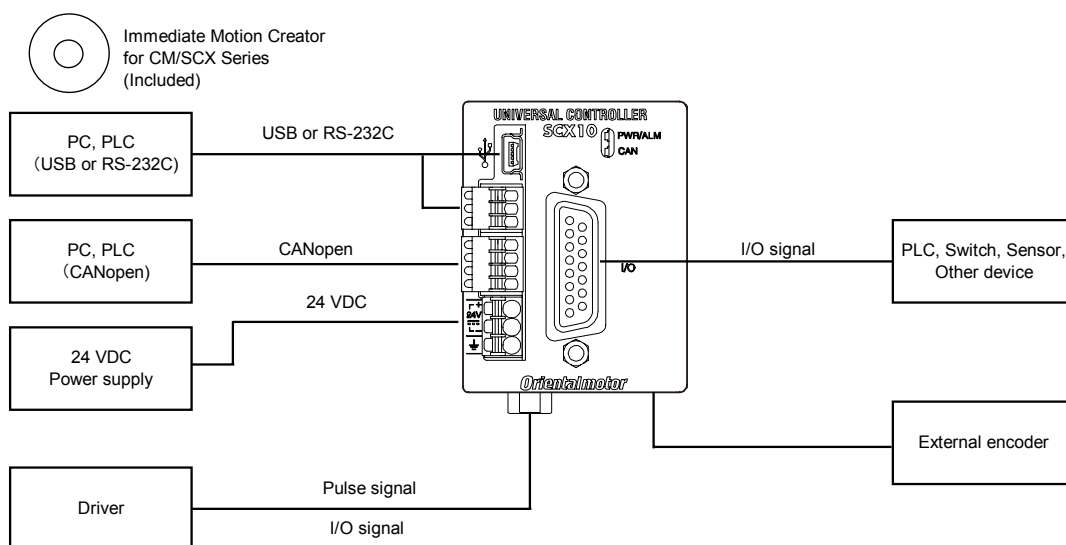 Immediate Motion Creator
for CM/SCX Series
(Included)
UNIVERSAL CONTROLLER
SCX10
PWR/ALM
CAN
PC, PLC
(USB or RS-232C)
USB or RS-232C
PC, PLC
(CANopen)
CANopen
I/O signal
I/O
PLC, Switch, Sensor,
Other device
24 VDC
+
24V
24 VDC
Power supply
Orientalmotor
External encoder
Driver
Pulse signal
I/O signal